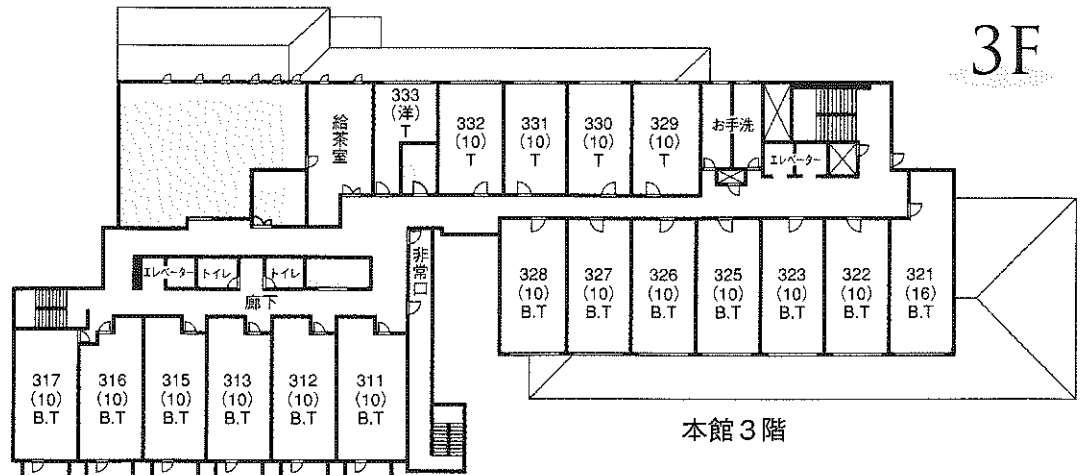 3F
333
(洋)
T
332
(10)
T
331
(10)
T
330
(10)
T
329
(10)
T
給茶室
お手洗
エレベーター
非常口
エレベーター
トイレ
トイレ
廊下
328
(10)
B.T
327
(10)
B.T
326
(10)
B.T
325
(10)
B.T
323
(10)
B.T
322
(10)
B.T
321
(16)
B.T
317
(10)
B.T
316
(10)
B.T
315
(10)
B.T
313
(10)
B.T
312
(10)
B.T
311
(10)
B.T
本館3階